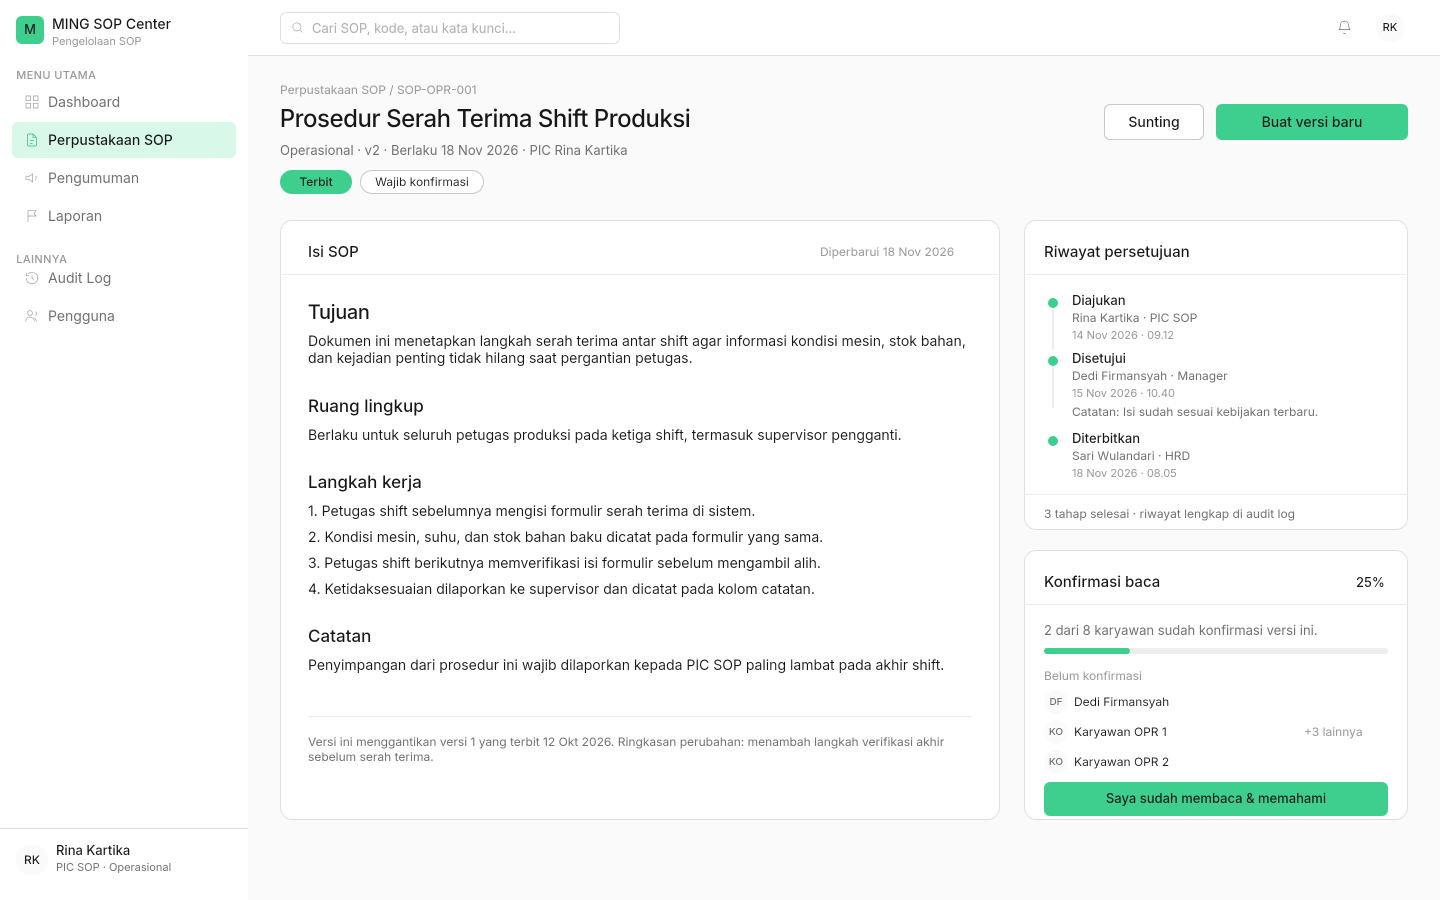 M
MING SOP Center
Pengelolaan SOP
MENU UTAMA
Dashboard
Perpustakaan SOP
Pengumuman
Laporan
LAINNYA
Audit Log
Pengguna
RK
Rina Kartika
PIC SOP · Operasional
Cari SOP, kode, atau kata kunci...
RK
Perpustakaan SOP / SOP-OPR-001
Prosedur Serah Terima Shift Produksi
Operasional · v2 · Berlaku 18 Nov 2026 · PIC Rina Kartika
Terbit
Wajib konfirmasi
Sunting
Buat versi baru
Isi SOP
Diperbarui 18 Nov 2026
Tujuan
Dokumen ini menetapkan langkah serah terima antar shift agar informasi kondisi mesin, stok bahan,
dan kejadian penting tidak hilang saat pergantian petugas.
Ruang lingkup
Berlaku untuk seluruh petugas produksi pada ketiga shift, termasuk supervisor pengganti.
Langkah kerja
1. Petugas shift sebelumnya mengisi formulir serah terima di sistem.
2. Kondisi mesin, suhu, dan stok bahan baku dicatat pada formulir yang sama.
3. Petugas shift berikutnya memverifikasi isi formulir sebelum mengambil alih.
4. Ketidaksesuaian dilaporkan ke supervisor dan dicatat pada kolom catatan.
Catatan
Penyimpangan dari prosedur ini wajib dilaporkan kepada PIC SOP paling lambat pada akhir shift.
Versi ini menggantikan versi 1 yang terbit 12 Okt 2026. Ringkasan perubahan: menambah langkah verifikasi akhir
sebelum serah terima.
Riwayat persetujuan
Diajukan
Rina Kartika · PIC SOP
14 Nov 2026 · 09.12
Disetujui
Dedi Firmansyah · Manager
15 Nov 2026 · 10.40
Catatan: Isi sudah sesuai kebijakan terbaru.
Diterbitkan
Sari Wulandari · HRD
18 Nov 2026 · 08.05
3 tahap selesai · riwayat lengkap di audit log
Konfirmasi baca
25%
2 dari 8 karyawan sudah konfirmasi versi ini.
Belum konfirmasi
DF Dedi Firmansyah
KO Karyawan OPR 1
+3 lainnya
KO Karyawan OPR 2
Saya sudah membaca & memahami